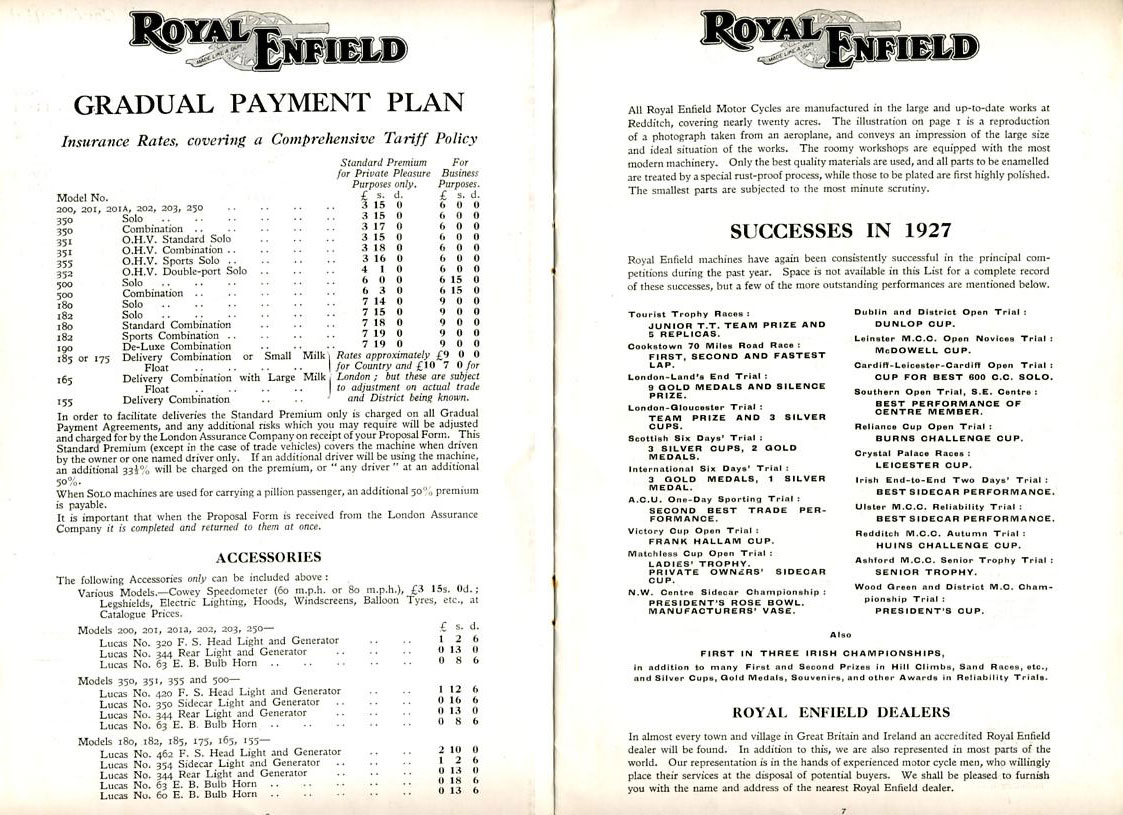 ROYAL ENFIELD
MADE LIKE A GUN
GRADUAL PAYMENT PLAN
Insurance Rates, covering a Comprehensive Tariff Policy
Standard Premium for Private Pleasure Purposes only. For Business Purposes.
Model No. £ s. d. £ s. d.
200, 201, 201A, 202, 203, 250 .. .. .. .. 3 15 0 6 0 0
350 Solo .. .. .. .. .. 3 15 0 6 0 0
350 Combination .. .. .. .. 3 17 0 6 0 0
351 O.H.V. Standard Solo .. .. .. 3 15 0 6 0 0
351 O.H.V. Combination .. .. .. .. 3 18 0 6 0 0
355 O.H.V. Sports Solo .. .. .. .. 3 16 0 6 0 0
352 O.H.V. Double-port Solo .. .. .. 4 1 0 6 0 0
500 Solo .. .. .. .. .. 6 0 0 6 15 0
500 Combination .. .. .. .. 6 3 0 6 15 0
180 Solo .. .. .. .. .. 7 14 0 9 0 0
182 Solo .. .. .. .. .. 7 15 0 9 0 0
180 Standard Combination .. .. .. 7 18 0 9 0 0
182 Sports Combination .. .. .. .. 7 19 0 9 0 0
190 De-Luxe Combination .. .. .. 7 19 0 9 0 0
185 or 175 Delivery Combination or Small Milk Rates approximately £9 0 0
Float .. .. .. .. for Country and £10 7 0 for
165 Delivery Combination with Large Milk London ; but these are subject
Float .. .. .. .. to adjustment on actual trade
155 Delivery Combination .. .. and District being known.
In order to facilitate deliveries the Standard Premium only is charged on all Gradual
Payment Agreements, and any additional risks which you may require will be adjusted
and charged for by the London Assurance Company on receipt of your Proposal Form. This
Standard Premium (except in the case of trade vehicles) covers the machine when driven
by the owner or one named driver only. If an additional driver will be using the machine,
an additional 33⅓% will be charged on the premium, or " any driver " at an additional
50%.
When SOLO machines are used for carrying a pillion passenger, an additional 50% premium
is payable.
It is important that when the Proposal Form is received from the London Assurance
Company it is completed and returned to them at once.
ACCESSORIES
The following Accessories only can be included above :
Various Models.—Cowey Speedometer (60 m.p.h. or 80 m.p.h.), £3 15s. 0d. ;
Legshields, Electric Lighting, Hoods, Windscreens, Balloon Tyres, etc., at
Catalogue Prices.
£ s. d.
Models 200, 201, 201a, 202, 203, 250—
Lucas No. 320 F. S. Head Light and Generator .. .. 1 2 6
Lucas No. 344 Rear Light and Generator .. .. .. 0 13 0
Lucas No. 63 E. B. Bulb Horn .. .. .. .. .. 0 8 6
Models 350, 351, 355 and 500—
Lucas No. 420 F. S. Head Light and Generator .. .. 1 12 6
Lucas No. 350 Sidecar Light and Generator .. .. .. 0 16 6
Lucas No. 344 Rear Light and Generator .. .. .. 0 13 0
Lucas No. 63 E. B. Bulb Horn .. .. .. .. .. 0 8 6
Models 180, 182, 185, 175, 165, 155—
Lucas No. 462 F. S. Head Light and Generator .. .. 2 10 0
Lucas No. 354 Sidecar Light and Generator .. .. .. 1 2 6
Lucas No. 344 Rear Light and Generator .. .. .. 0 13 0
Lucas No. 63 E. B. Bulb Horn .. .. .. .. .. 0 18 6
Lucas No. 60 E. B. Bulb Horn .. .. .. .. .. 0 13 6
ROYAL ENFIELD
MADE LIKE A GUN
All Royal Enfield Motor Cycles are manufactured in the large and up-to-date works at
Redditch, covering nearly twenty acres. The illustration on page 1 is a reproduction
of a photograph taken from an aeroplane, and conveys an impression of the large size
and ideal situation of the works. The roomy workshops are equipped with the most
modern machinery. Only the best quality materials are used, and all parts to be enamelled
are treated by a special rust-proof process, while those to be plated are first highly polished.
The smallest parts are subjected to the most minute scrutiny.
SUCCESSES IN 1927
Royal Enfield machines have again been consistently successful in the principal com-
petitions during the past year. Space is not available in this List for a complete record
of these successes, but a few of the more outstanding performances are mentioned below.
Tourist Trophy Races :
JUNIOR T.T. TEAM PRIZE AND
5 REPLICAS.
Cookstown 70 Miles Road Race :
FIRST, SECOND AND FASTEST
LAP.
London-Land's End Trial :
9 GOLD MEDALS AND SILENCE
PRIZE.
London-Gloucester Trial :
TEAM PRIZE AND 3 SILVER
CUPS.
Scottish Six Days' Trial :
3 SILVER CUPS, 2 GOLD
MEDALS.
International Six Days' Trial :
3 GOLD MEDALS, 1 SILVER
MEDAL.
A.C.U. One-Day Sporting Trial :
SECOND BEST TRADE PER-
FORMANCE.
Victory Cup Open Trial :
FRANK HALLAM CUP.
Matchless Cup Open Trial :
LADIES' TROPHY.
PRIVATE OWNERS' SIDECAR
CUP.
N.W. Centre Sidecar Championship :
PRESIDENT'S ROSE BOWL.
MANUFACTURERS' VASE.
Dublin and District Open Trial :
DUNLOP CUP.
Leinster M.C.C. Open Novices Trial :
McDOWELL CUP.
Cardiff-Leicester-Cardiff Open Trial :
CUP FOR BEST 600 C.C. SOLO.
Southern Open Trial, S.E. Centre :
BEST PERFORMANCE OF
CENTRE MEMBER.
Reliance Cup Open Trial :
BURNS CHALLENGE CUP.
Crystal Palace Races :
LEICESTER CUP.
Irish End-to-End Two Days' Trial :
BEST SIDECAR PERFORMANCE.
Ulster M.C.C. Reliability Trial :
BEST SIDECAR PERFORMANCE.
Redditch M.C.C. Autumn Trial :
HUINS CHALLENGE CUP.
Ashford M.C.C. Senior Trophy Trial :
SENIOR TROPHY.
Wood Green and District M.C. Cham-
pionship Trial :
PRESIDENT'S CUP.
Also
FIRST IN THREE IRISH CHAMPIONSHIPS,
in addition to many First and Second Prizes in Hill Climbs, Sand Races, etc.,
and Silver Cups, Gold Medals, Souvenirs, and other Awards in Reliability Trials.
ROYAL ENFIELD DEALERS
In almost every town and village in Great Britain and Ireland an accredited Royal Enfield
dealer will be found. In addition to this, we are also represented in most parts of the
world. Our representation is in the hands of experienced motor cycle men, who willingly
place their services at the disposal of potential buyers. We shall be pleased to furnish
you with the name and address of the nearest Royal Enfield dealer.
7